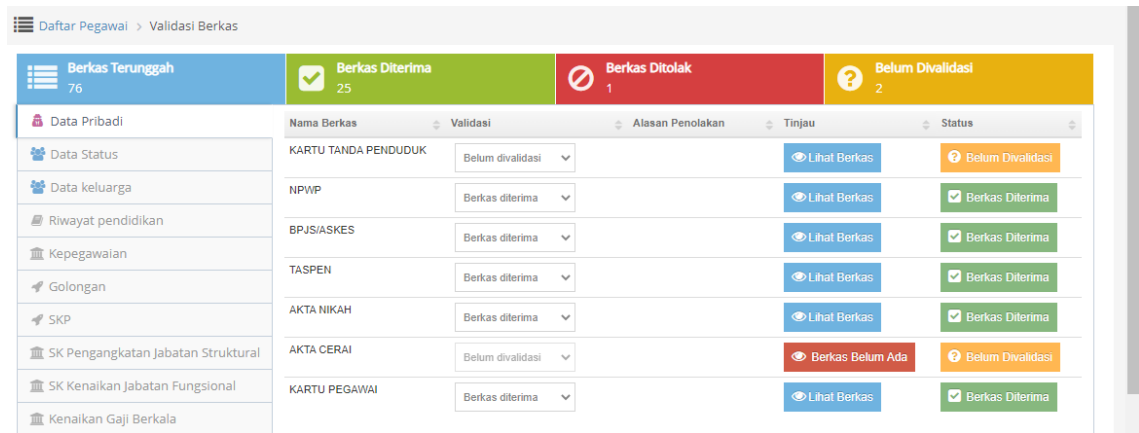 Daftar Pegawai > Validasi Berkas
Berkas Terunggah
76
Berkas Diterima
25
Berkas Ditolak
1
Belum Divalidasi
2
Data Pribadi
Data Status
Data keluarga
Riwayat pendidikan
Kepegawaian
Golongan
SKP
SK Pengangkatan Jabatan Struktural
SK Kenaikan Jabatan Fungsional
Kenaikan Gaji Berkala
Nama Berkas Validasi Alasan Penolakan Tinjau Status
KARTU TANDA PENDUDUK Belum divalidasi Lihat Berkas Belum Divalidasi
NPWP Berkas diterima Lihat Berkas Berkas Diterima
BPJS/ASKES Berkas diterima Lihat Berkas Berkas Diterima
TASPEN Berkas diterima Lihat Berkas Berkas Diterima
AKTA NIKAH Berkas diterima Lihat Berkas Berkas Diterima
AKTA CERAI Belum divalidasi Berkas Belum Ada Belum Divalidasi
KARTU PEGAWAI Berkas diterima Lihat Berkas Berkas Diterima